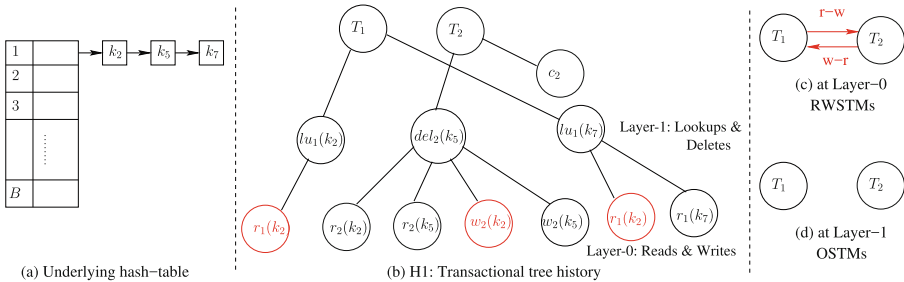 1
k₂
k₅
k₇
2
3
........
B
(a) Underlying hash−table
T₁
T₂
c₂
lu₁(k₂)
del₂(k₅)
lu₁(k₇)
Layer−1: Lookups &
Deletes
r₁(k₂
r₂(k₂)
r₂(k₅)
w₂(k₂)
w₂(k₅)
r₁(k₂)
r₁(k₇)
Layer−0: Reads & Writes
(b) H1: Transactional tree history
r−w
T₁
T₂
w−r
(c) at Layer−0
RWSTMs
T₁
T₂
(d) at Layer−1
OSTMs